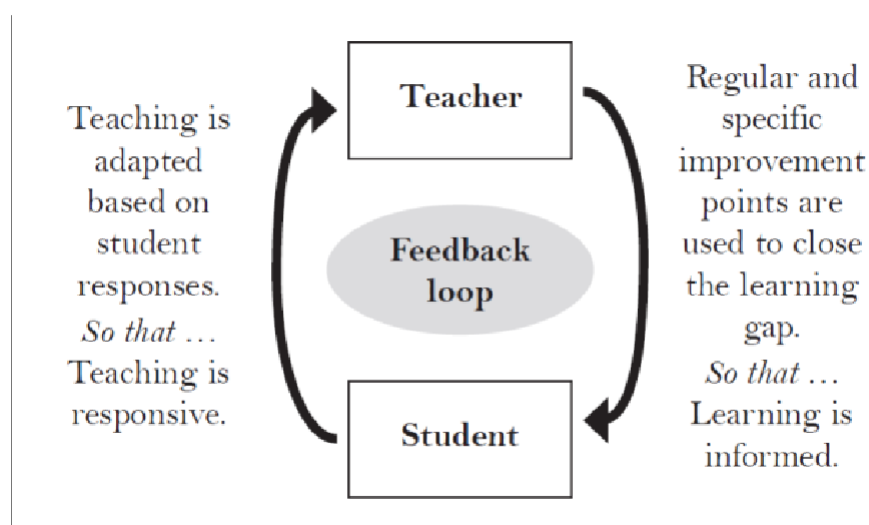 Teacher
Teaching is
adapted
based on
student
responses.
So that …
Teaching is
responsive.
Feedback
loop
Regular and
specific
improvement
points are
used to close
the learning
gap.
So that …
Learning is
informed.
Student